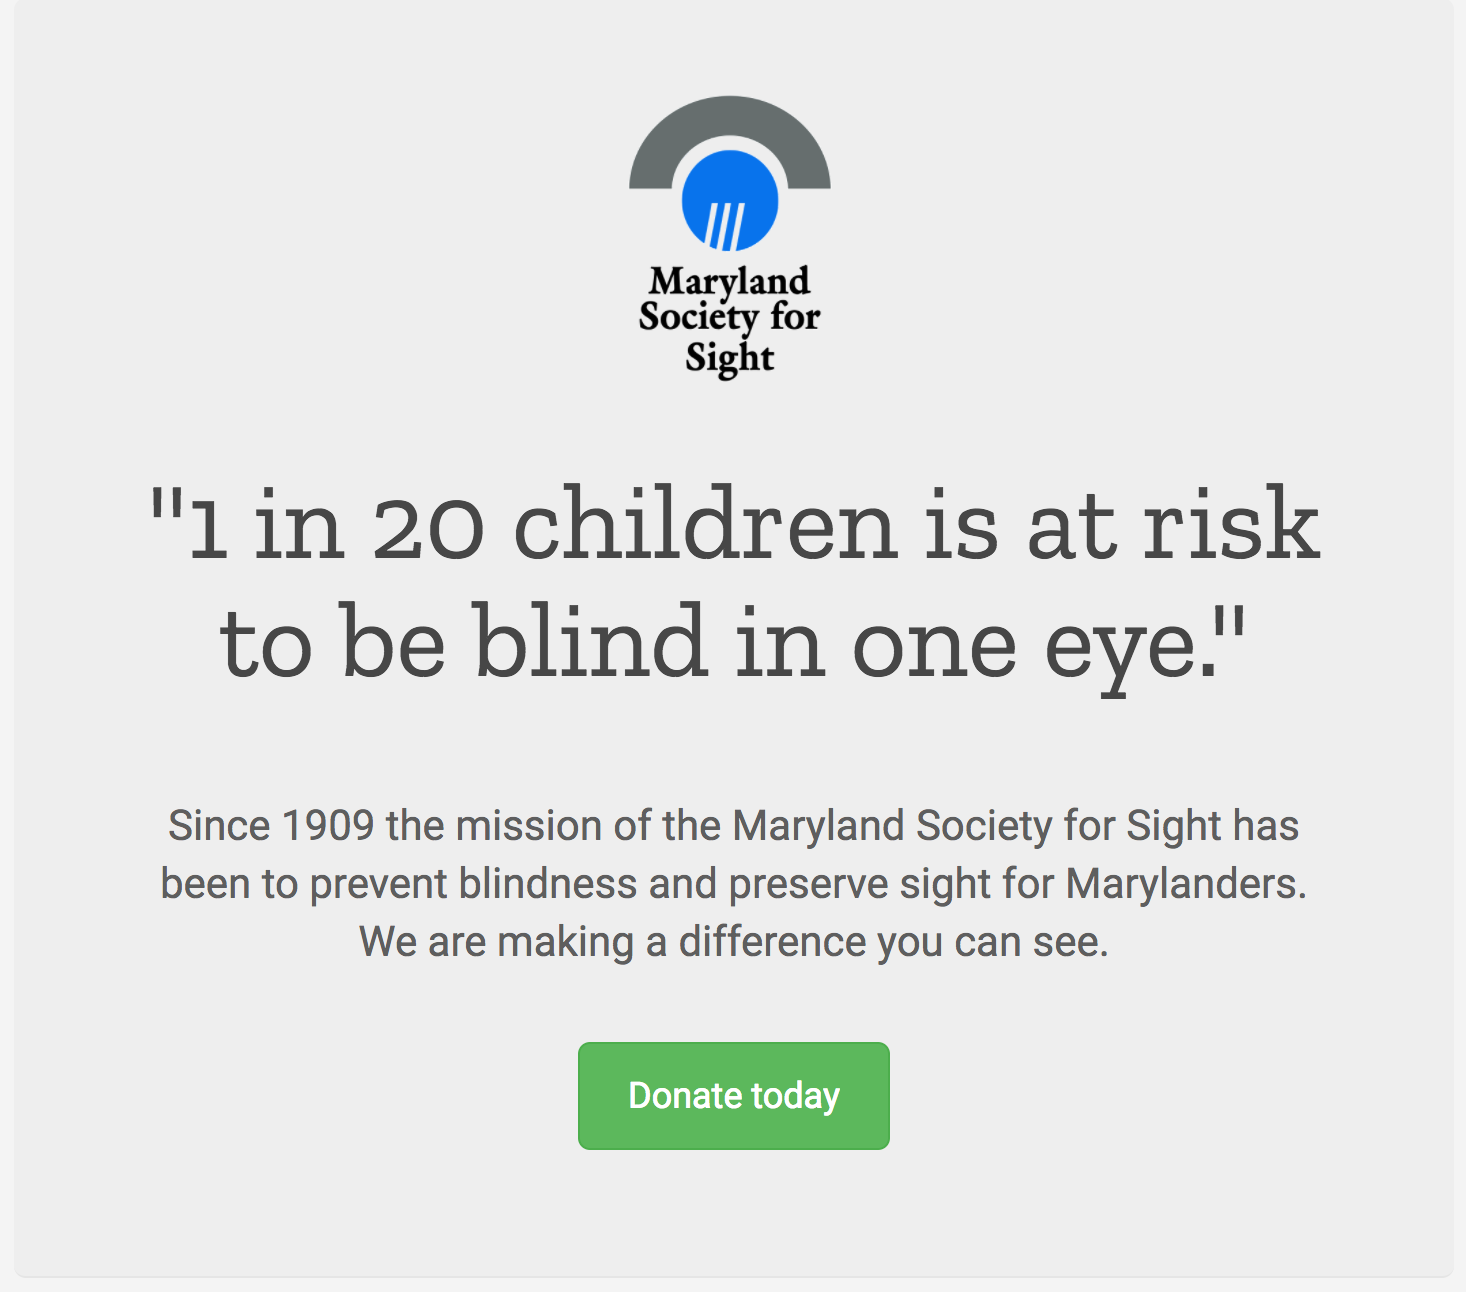 Maryland
Society for
Sight
"1 in 20 children is at risk
to be blind in one eye."
Since 1909 the mission of the Maryland Society for Sight has
been to prevent blindness and preserve sight for Marylanders.
We are making a difference you can see.
Donate today